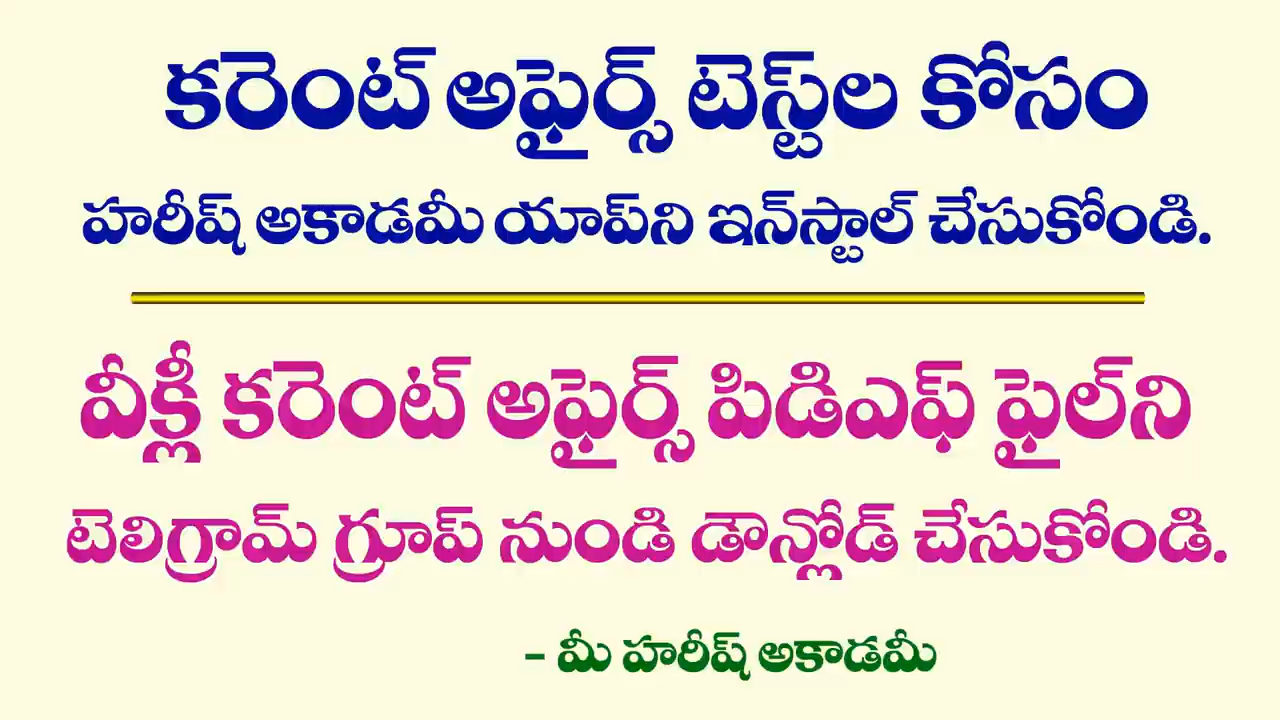 కరెంట్ అఫైర్స్ టెస్ట్‌ల కోసం
హరీష్ అకాడమీ యాప్‌ని ఇన్‌స్టాల్ చేసుకోండి.
వీక్లీ కరెంట్ అఫైర్స్ పిడిఎఫ్ ఫైల్‌ని
టెలిగ్రామ్ గ్రూప్ నుండి డౌన్లోడ్ చేసుకోండి.
– మీ హరీష్ అకాడమీ